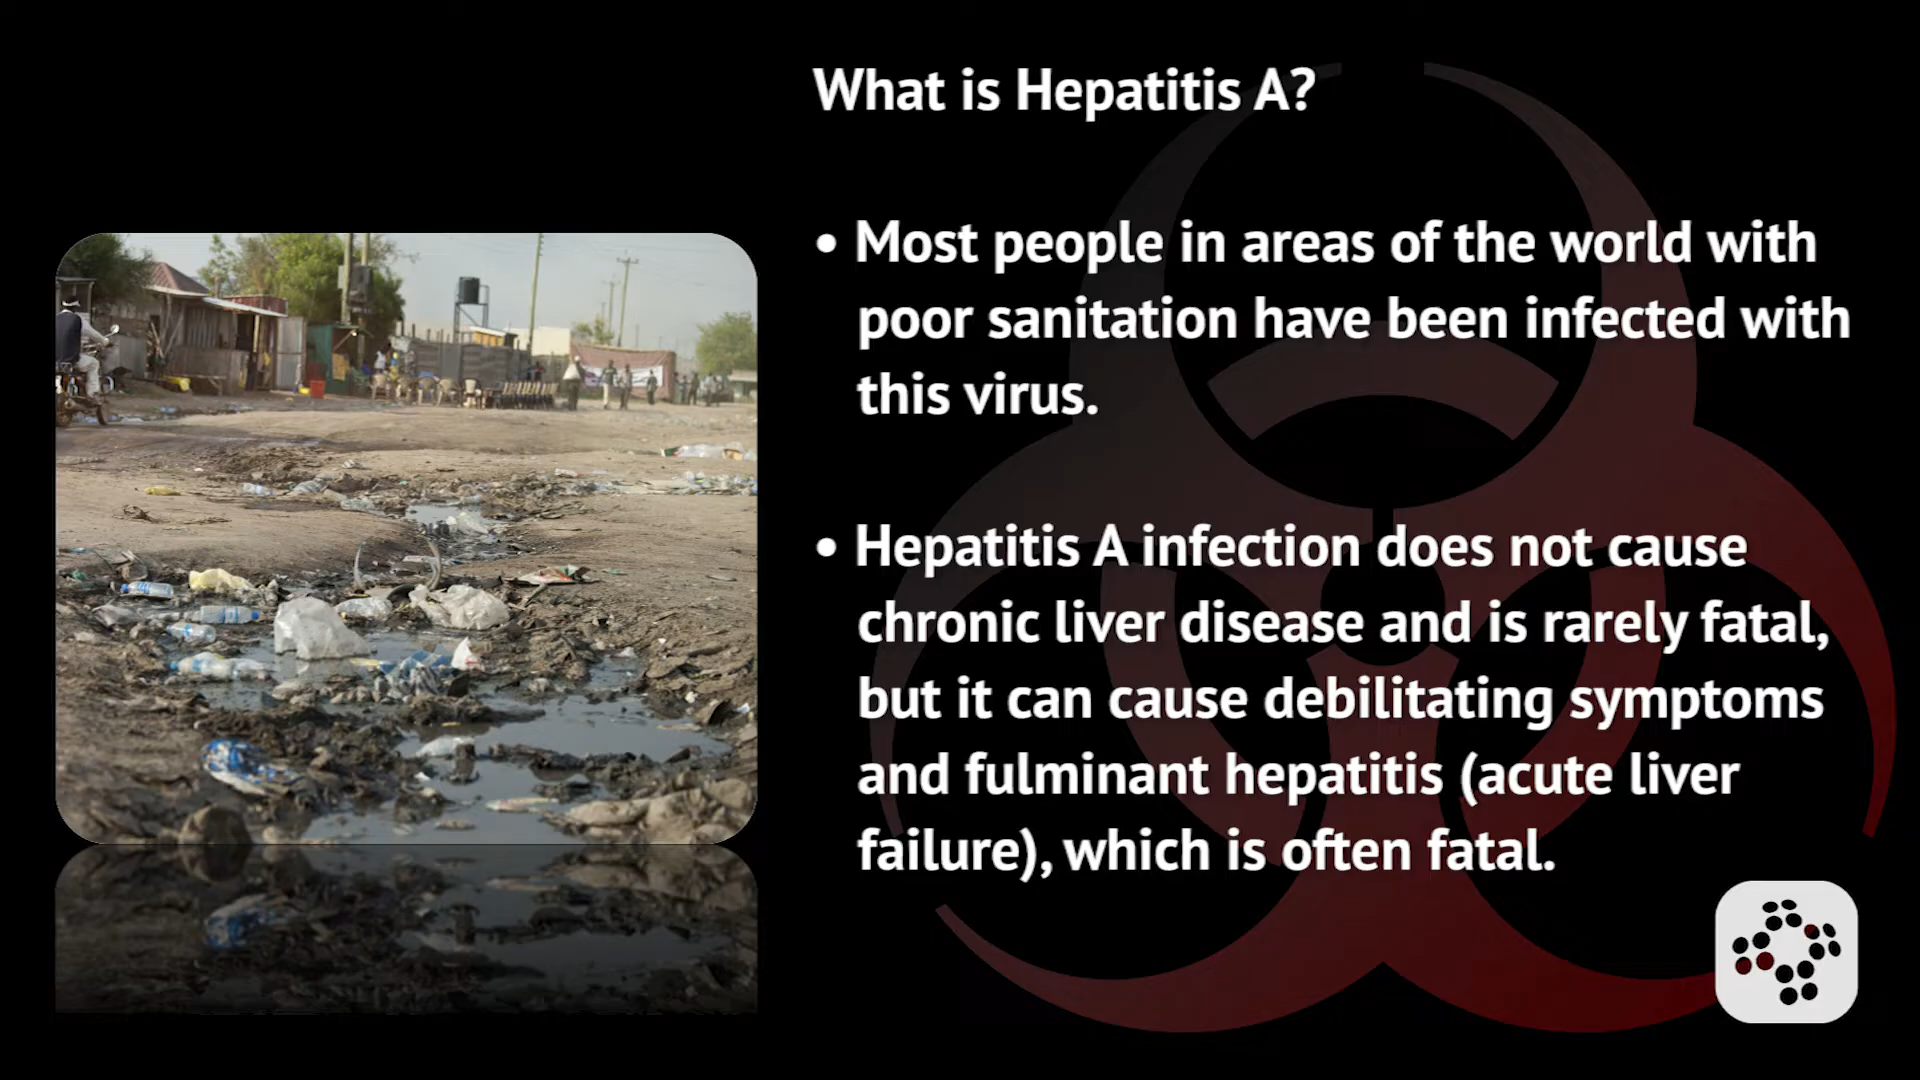 What is Hepatitis A?
• Most people in areas of the world with
poor sanitation have been infected with
this virus.
• Hepatitis A infection does not cause
chronic liver disease and is rarely fatal,
but it can cause debilitating symptoms
and fulminant hepatitis (acute liver
failure), which is often fatal.